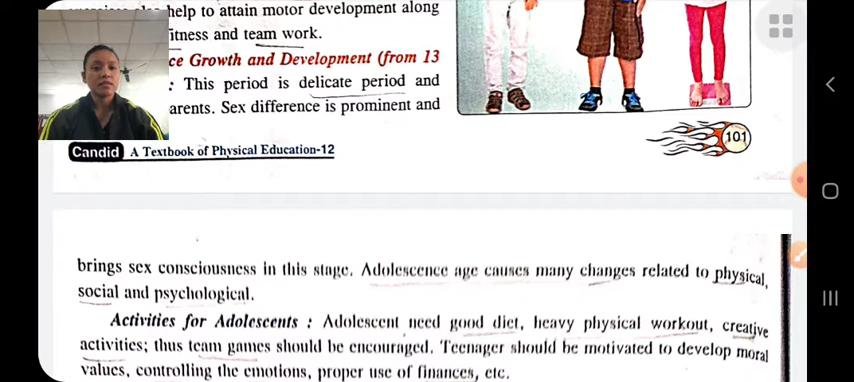 help to attain motor development along
itness and team work.
ce Growth and Development (from 13
: This period is delicate period and
arents. Sex difference is prominent and
Candid A Textbook of Physical Education-12
101
brings sex consciousness in this stage. Adolescence age causes many changes related to physical,
social and psychological.
Activities for Adolescents : Adolescent need good diet, heavy physical workout, creative
activities; thus team games should be encouraged. Teenager should be motivated to develop moral
values, controlling the emotions, proper use of finances, etc.